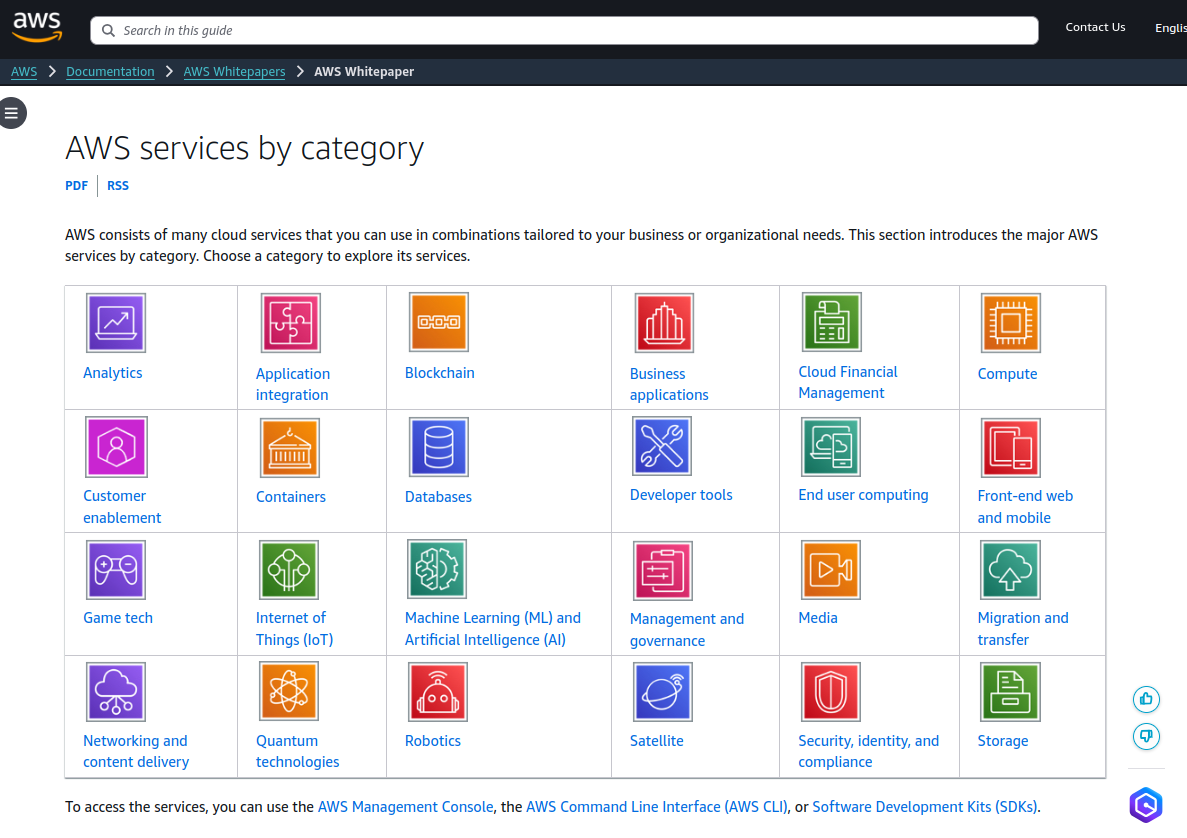 aws
Search in this guide
Contact Us
Englis
AWS > Documentation > AWS Whitepapers > AWS Whitepaper
AWS services by category
PDF
RSS
AWS consists of many cloud services that you can use in combinations tailored to your business or organizational needs. This section introduces the major AWS
services by category. Choose a category to explore its services.
Analytics
Application
integration
Blockchain
Business
applications
Cloud Financial
Management
Compute
Customer
enablement
Containers
Databases
Developer tools
End user computing
Front-end web
and mobile
Game tech
Internet of
Things (IoT)
Machine Learning (ML) and
Artificial Intelligence (AI)
Management and
governance
Media
Migration and
transfer
Networking and
content delivery
Quantum
technologies
Robotics
Satellite
Security, identity, and
compliance
Storage
To access the services, you can use the AWS Management Console, the AWS Command Line Interface (AWS CLI), or Software Development Kits (SDKs).